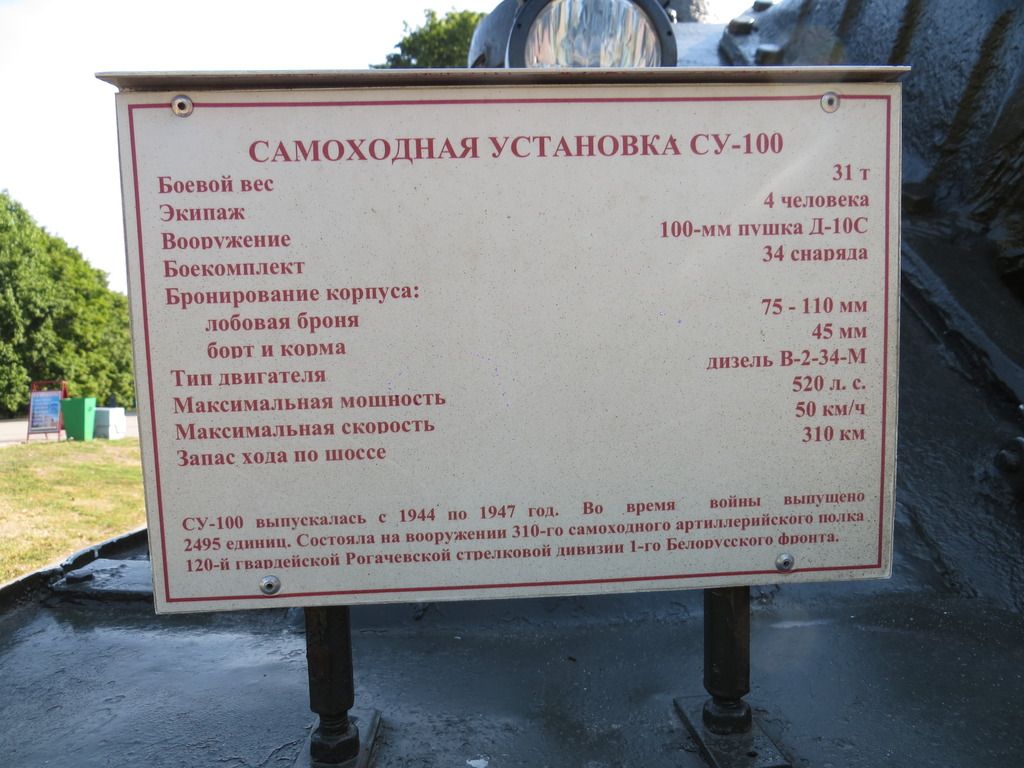 САМОХОДНАЯ УСТАНОВКА СУ-100
Боевой вес 31 т
Экипаж 4 человека
Вооружение 100-мм пушка Д-10С
Боекомплект 34 снаряда
Бронирование корпуса:
лобовая броня 75 - 110 мм
борт и корма 45 мм
Тип двигателя дизель В-2-34-М
Максимальная мощность 520 л. с.
Максимальная скорость 50 км/ч
Запас хода по шоссе 310 км
СУ-100 выпускалась с 1944 по 1947 год. Во время войны выпущено
2495 единиц. Состояла на вооружении 310-го самоходного артиллерийского полка
120-й гвардейской Рогачевской стрелковой дивизии 1-го Белорусского фронта.